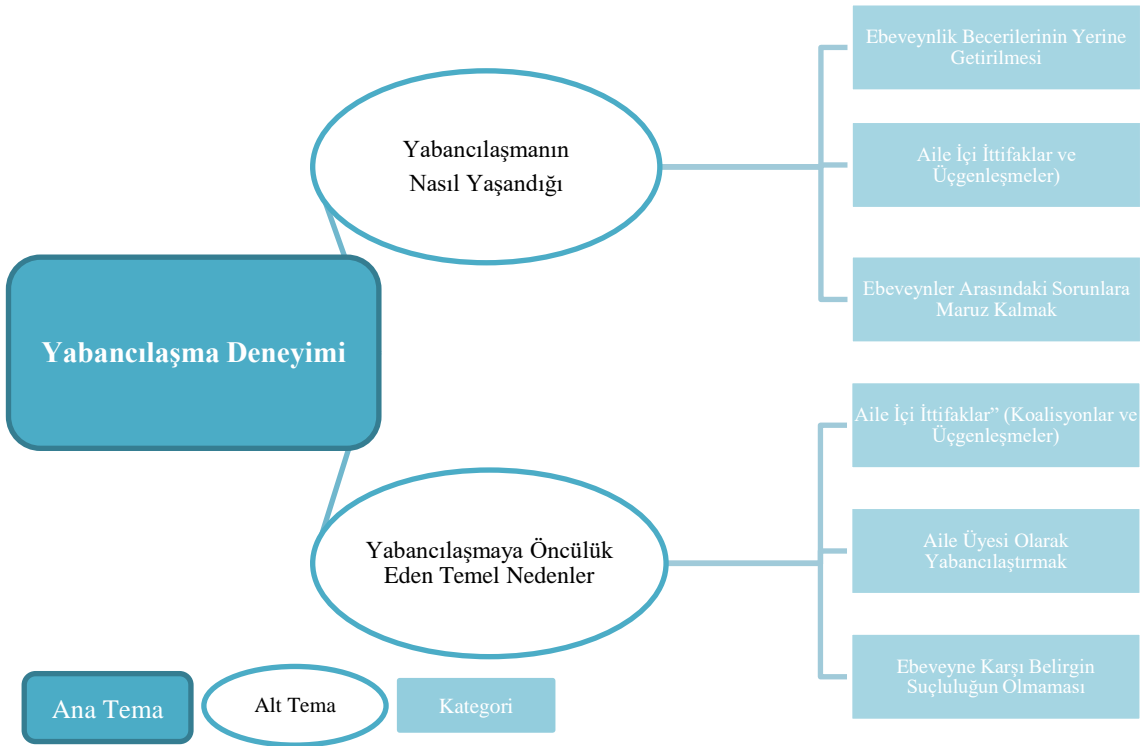 Ebeveynlik Becerilerinin Yerine
Getirilmesi
Yabancılaşmanın
Nasıl Yaşandığı
Aile İçi İttifaklar ve
Üçgenleşmeler)
Ebeveynler Arasındaki Sorunlara
Maruz Kalmak
Yabancılaşma Deneyimi
Aile İçi İttifaklar” (Koalisyonlar ve
Üçgenleşmeler)
Yabancılaşmaya Öncülük
Eden Temel Nedenler
Aile Üyesi Olarak
Yabancılaştırmak
Ebeveyne Karşı Belirgin
Suçluluğun Olmaması
Ana Tema
Alt Tema
Kategori